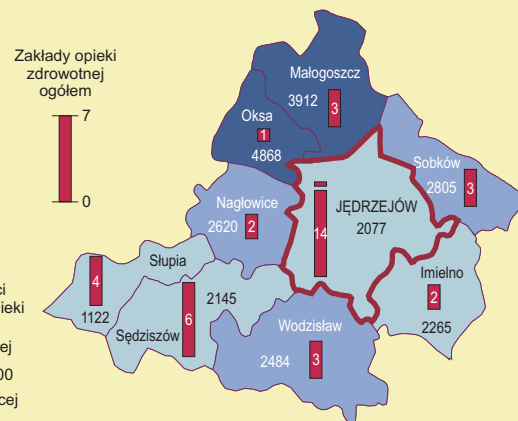 Zakłady opieki
zdrowotnej
ogółem
7
0
Małogoszcz
3912
3
Oksa
1
4868
Sobków
2805
3
Nagłowice
2620
2
JĘDRZEJÓW
2077
14
Słupia
4
1122
Imielno
2
2265
2145
Sędziszów
6
Wodzisław
2484
3